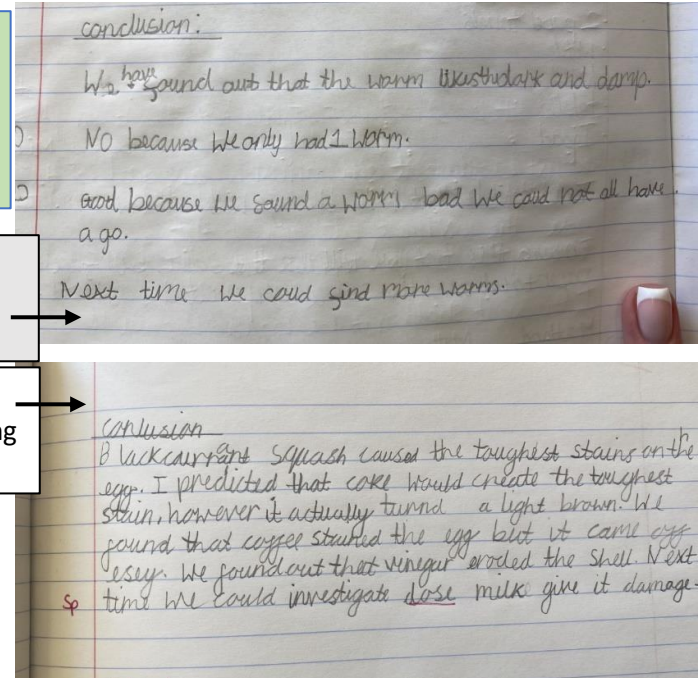 conclusion:
We have found out that the worm likes the dark and damp.
No because we only had 1 worm.
Good because we found a worm bad we coud not all have
a go.
Next time we coud find more worms.
ng
conlusion
Blackcurrant squash caused the toughest stains on the
egg. I predicted that coke would create the toughest
stain, however it actually turnd a light brown. We
found that coffee stained the egg but it came off
esey. We found out that vinegar eroded the shell. Next
sp time we could investigate dose milk give it damage.